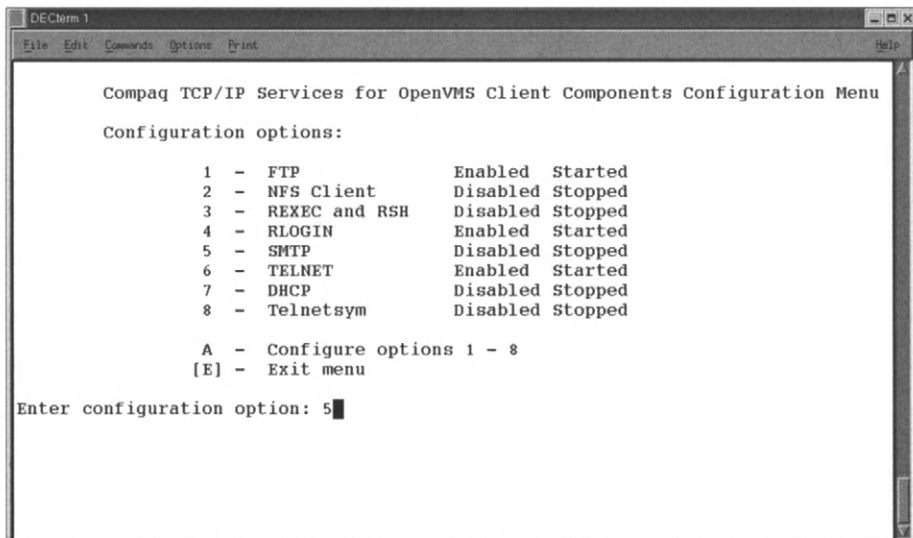 DECterm 1
File Edit Commands Options Print Help
Compaq TCP/IP Services for OpenVMS Client Components Configuration Menu
Configuration options:
1 - FTP Enabled Started
2 - NFS Client Disabled Stopped
3 - REXEC and RSH Disabled Stopped
4 - RLOGIN Enabled Started
5 - SMTP Disabled Stopped
6 - TELNET Enabled Started
7 - DHCP Disabled Stopped
8 - Telnetsym Disabled Stopped
A - Configure options 1 - 8
[E] - Exit menu
Enter configuration option: 5